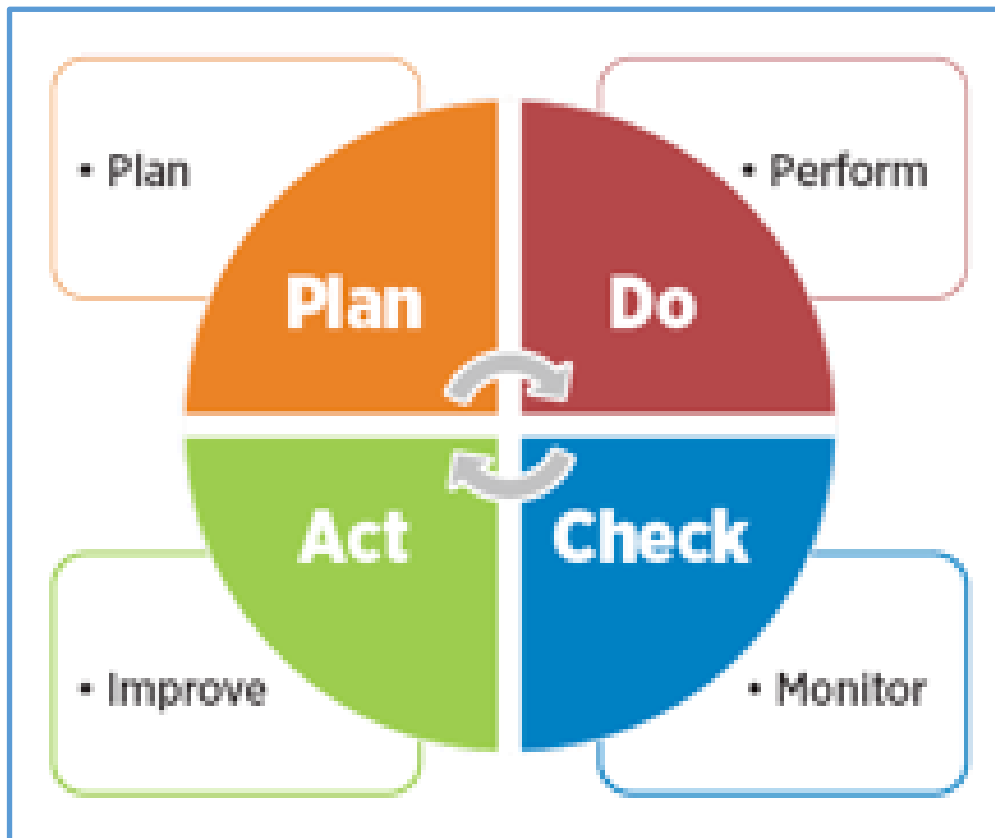 • Plan
• Perform
Plan
Do
Act
Check
• Improve
• Monitor